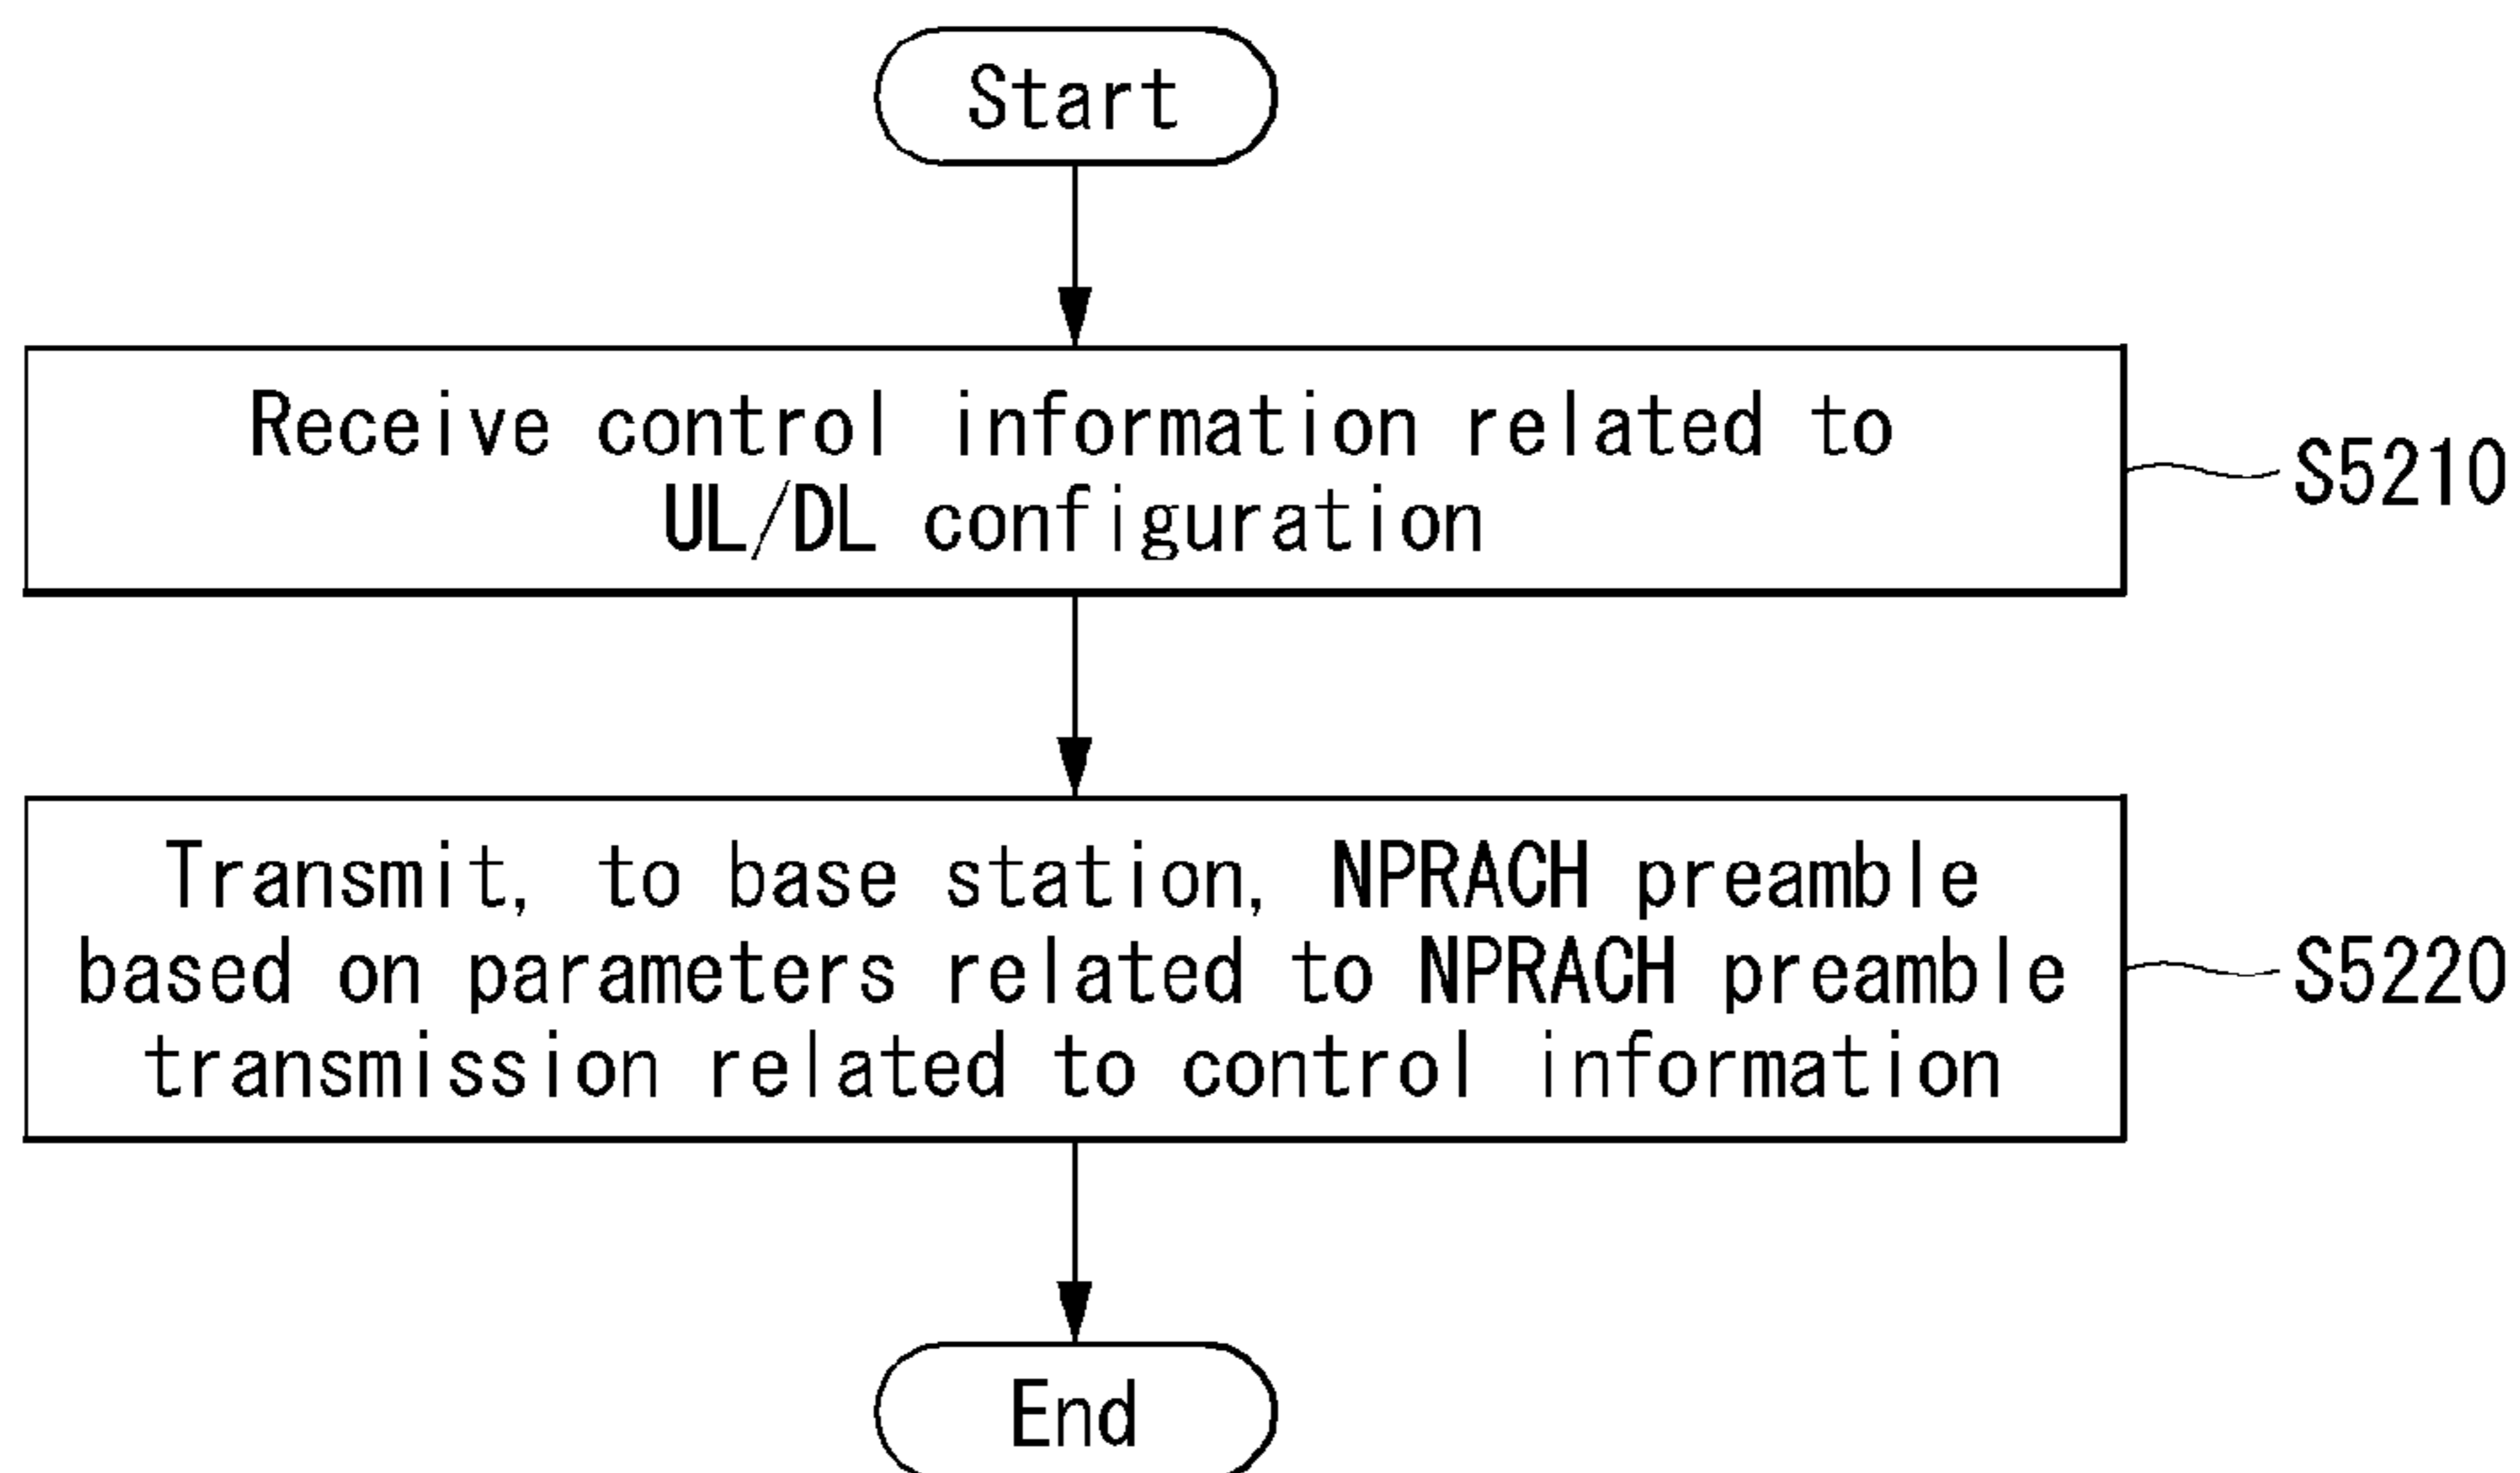 Start
Receive control information related to
UL/DL configuration
S5210
Transmit, to base station, NPRACH preamble
based on parameters related to NPRACH preamble
transmission related to control information
S5220
End